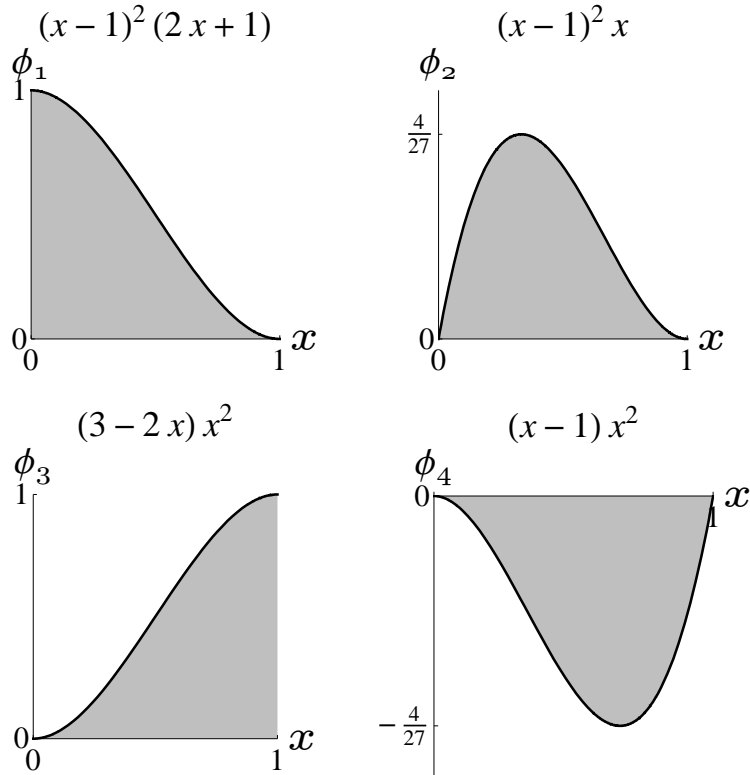 (x − 1)² (2 x + 1)
ϕ₁
1
0
0
1
x
(x − 1)² x
ϕ₂
4/27
0
0
1
x
(3 − 2 x) x²
ϕ₃
1
0
0
1
x
(x − 1) x²
ϕ₄
0
x
1
− 4/27